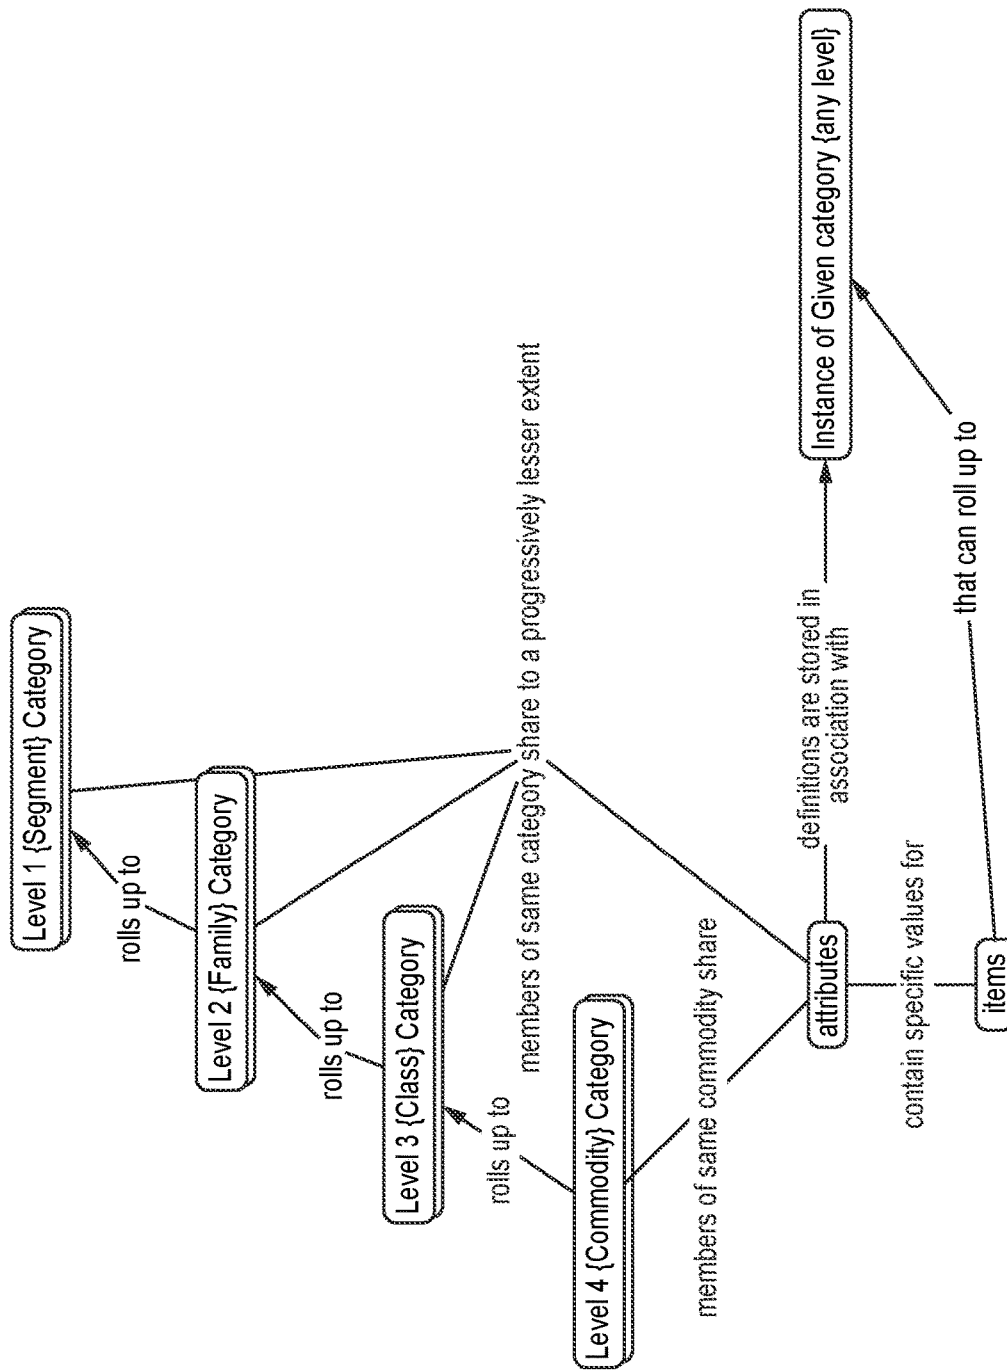 Level 1 {Segment} Category
rolls up to
Level 2 {Family} Category
rolls up to
Level 3 {Class} Category
members of same category share to a progressively lesser extent
rolls up to
Level 4 {Commodity} Category
members of same commodity share
attributes
definitions are stored in
association with
Instance of Given category {any level}
contain specific values for
that can roll up to
items